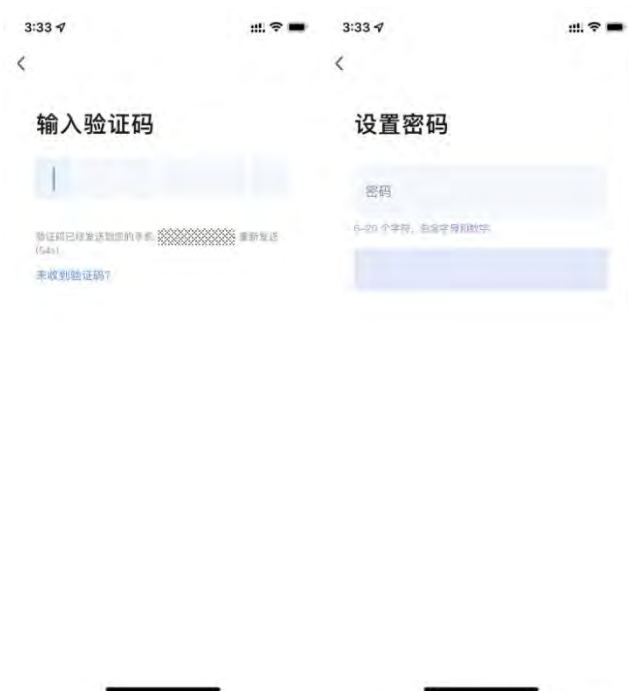 3:33
输入验证码
验证码已经发送到您的手机 重新发送
(54s)
未收到验证码?
3:33
设置密码
密码
6-20 个字符，包含字母和数字